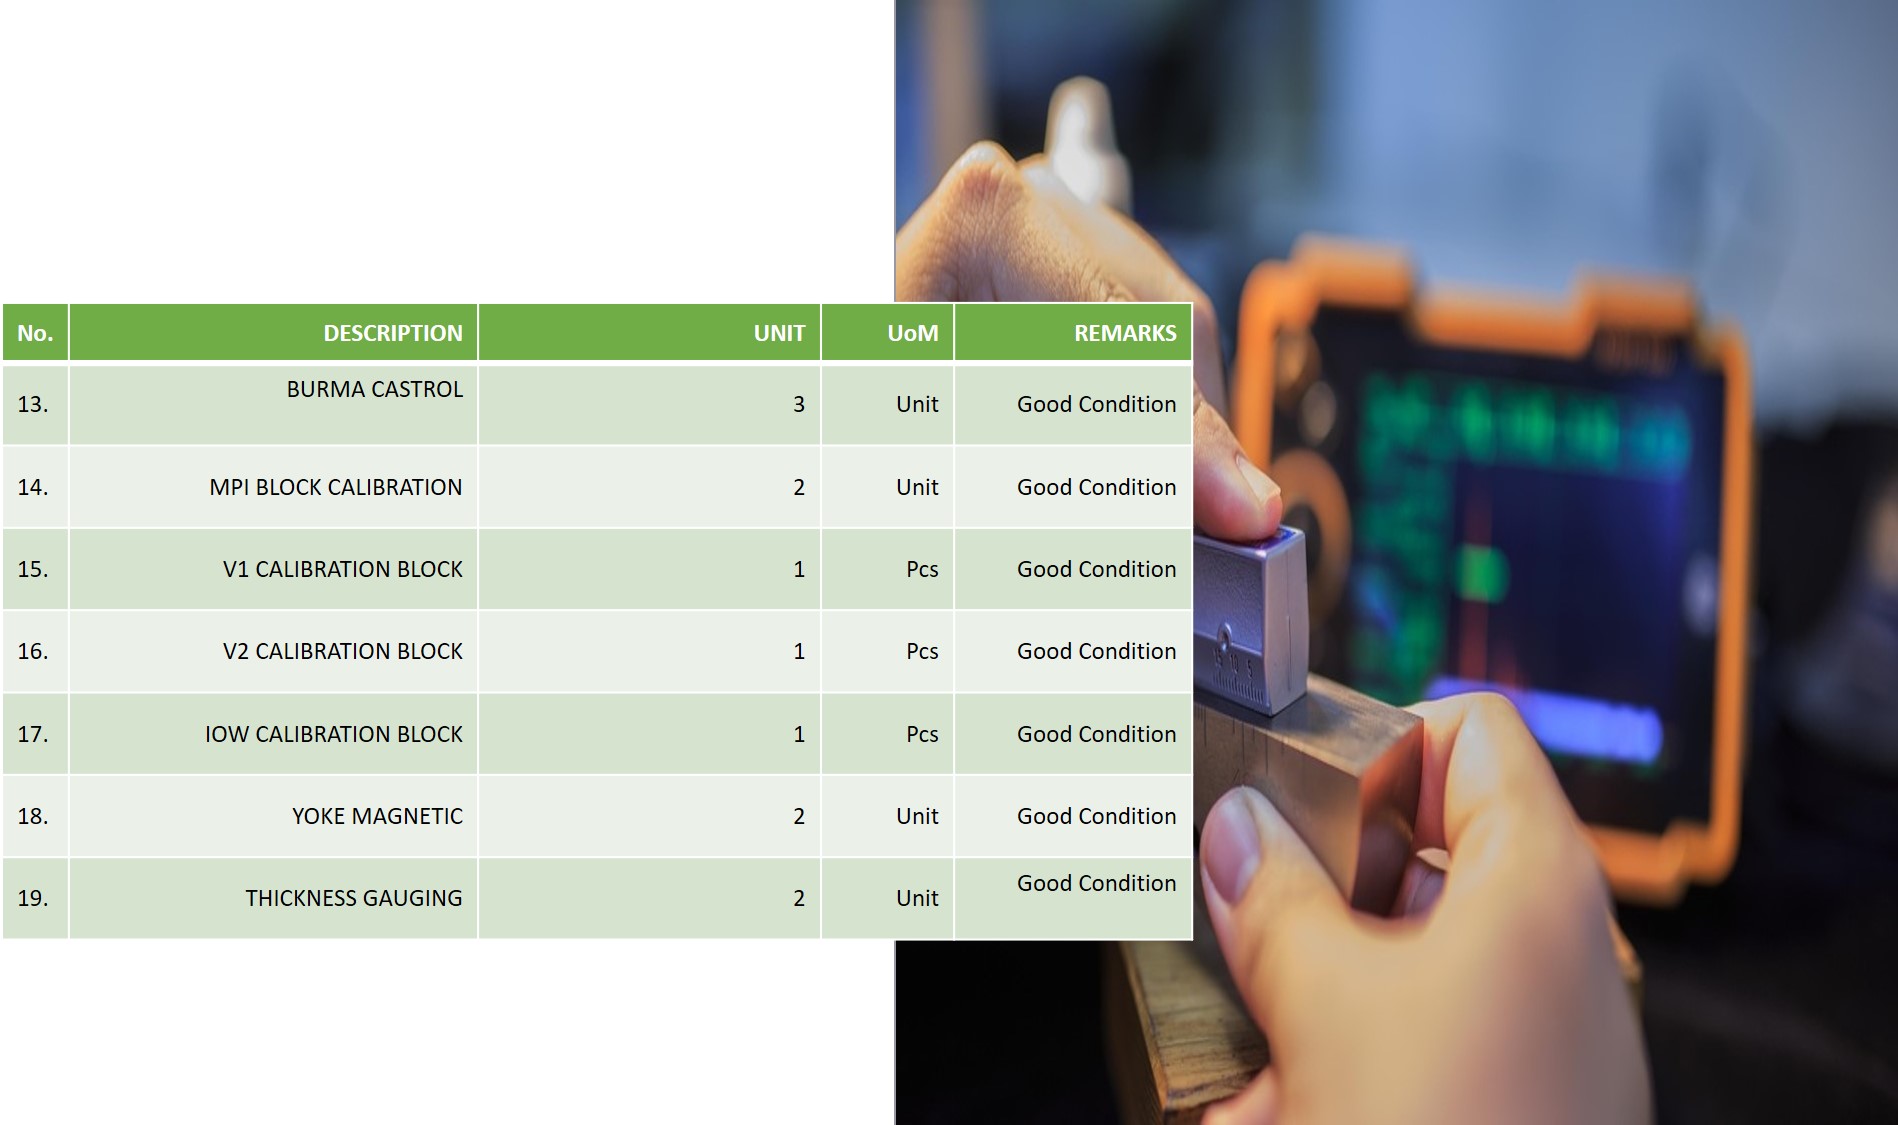 No. DESCRIPTION UNIT UoM REMARKS
13. BURMA CASTROL 3 Unit Good Condition
14. MPI BLOCK CALIBRATION 2 Unit Good Condition
15. V1 CALIBRATION BLOCK 1 Pcs Good Condition
16. V2 CALIBRATION BLOCK 1 Pcs Good Condition
17. IOW CALIBRATION BLOCK 1 Pcs Good Condition
18. YOKE MAGNETIC 2 Unit Good Condition
19. THICKNESS GAUGING 2 Unit Good Condition
15 10 5